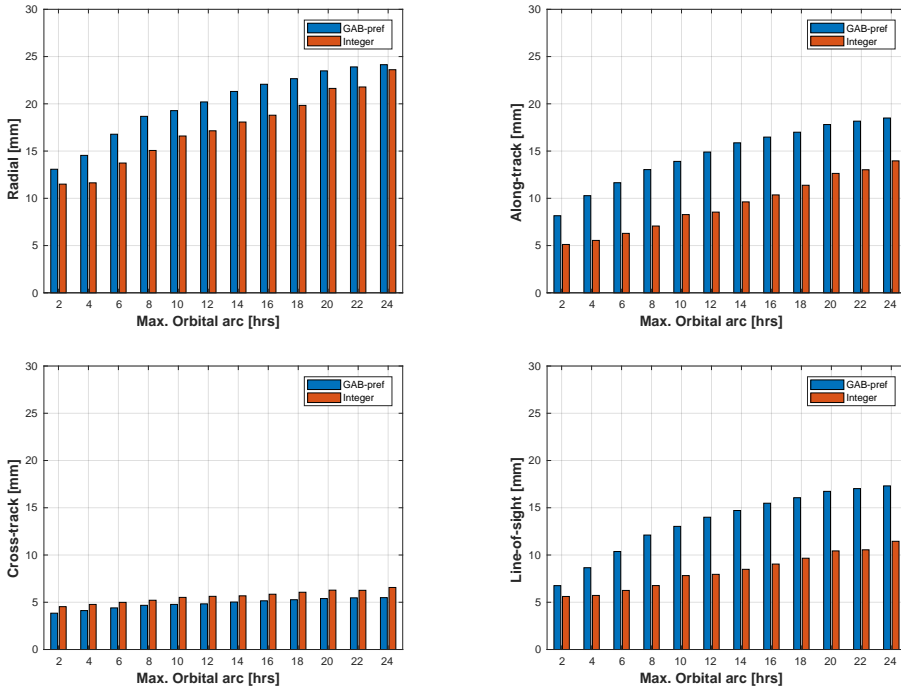 GAB-pref
Integer
30
25
20
15
10
5
0
Radial [mm]
2 4 6 8 10 12 14 16 18 20 22 24
Max. Orbital arc [hrs]
GAB-pref
Integer
30
25
20
15
10
5
0
Along-track [mm]
2 4 6 8 10 12 14 16 18 20 22 24
Max. Orbital arc [hrs]
GAB-pref
Integer
30
25
20
15
10
5
0
Cross-track [mm]
2 4 6 8 10 12 14 16 18 20 22 24
Max. Orbital arc [hrs]
GAB-pref
Integer
30
25
20
15
10
5
0
Line-of-sight [mm]
2 4 6 8 10 12 14 16 18 20 22 24
Max. Orbital arc [hrs]